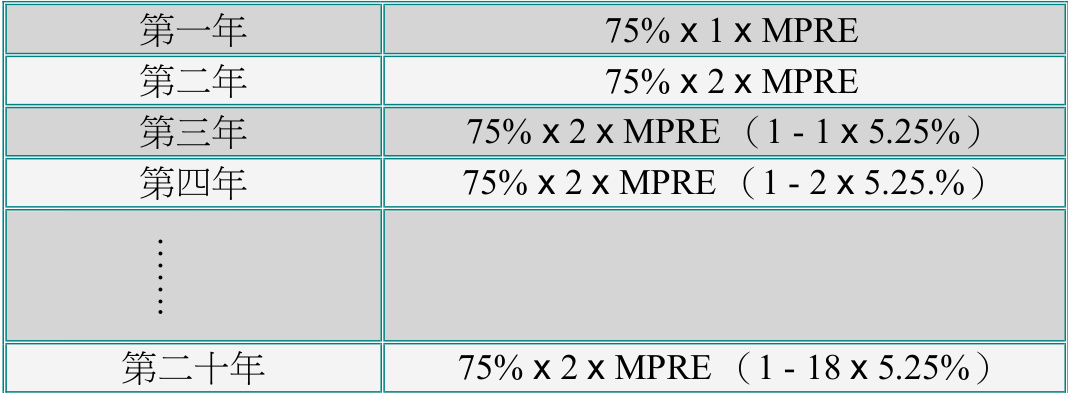 第一年 75% x 1 x MPRE
第二年 75% x 2 x MPRE
第三年 75% x 2 x MPRE （1 - 1 x 5.25%）
第四年 75% x 2 x MPRE （1 - 2 x 5.25.%）
⋮
第二十年 75% x 2 x MPRE （1 - 18 x 5.25%）